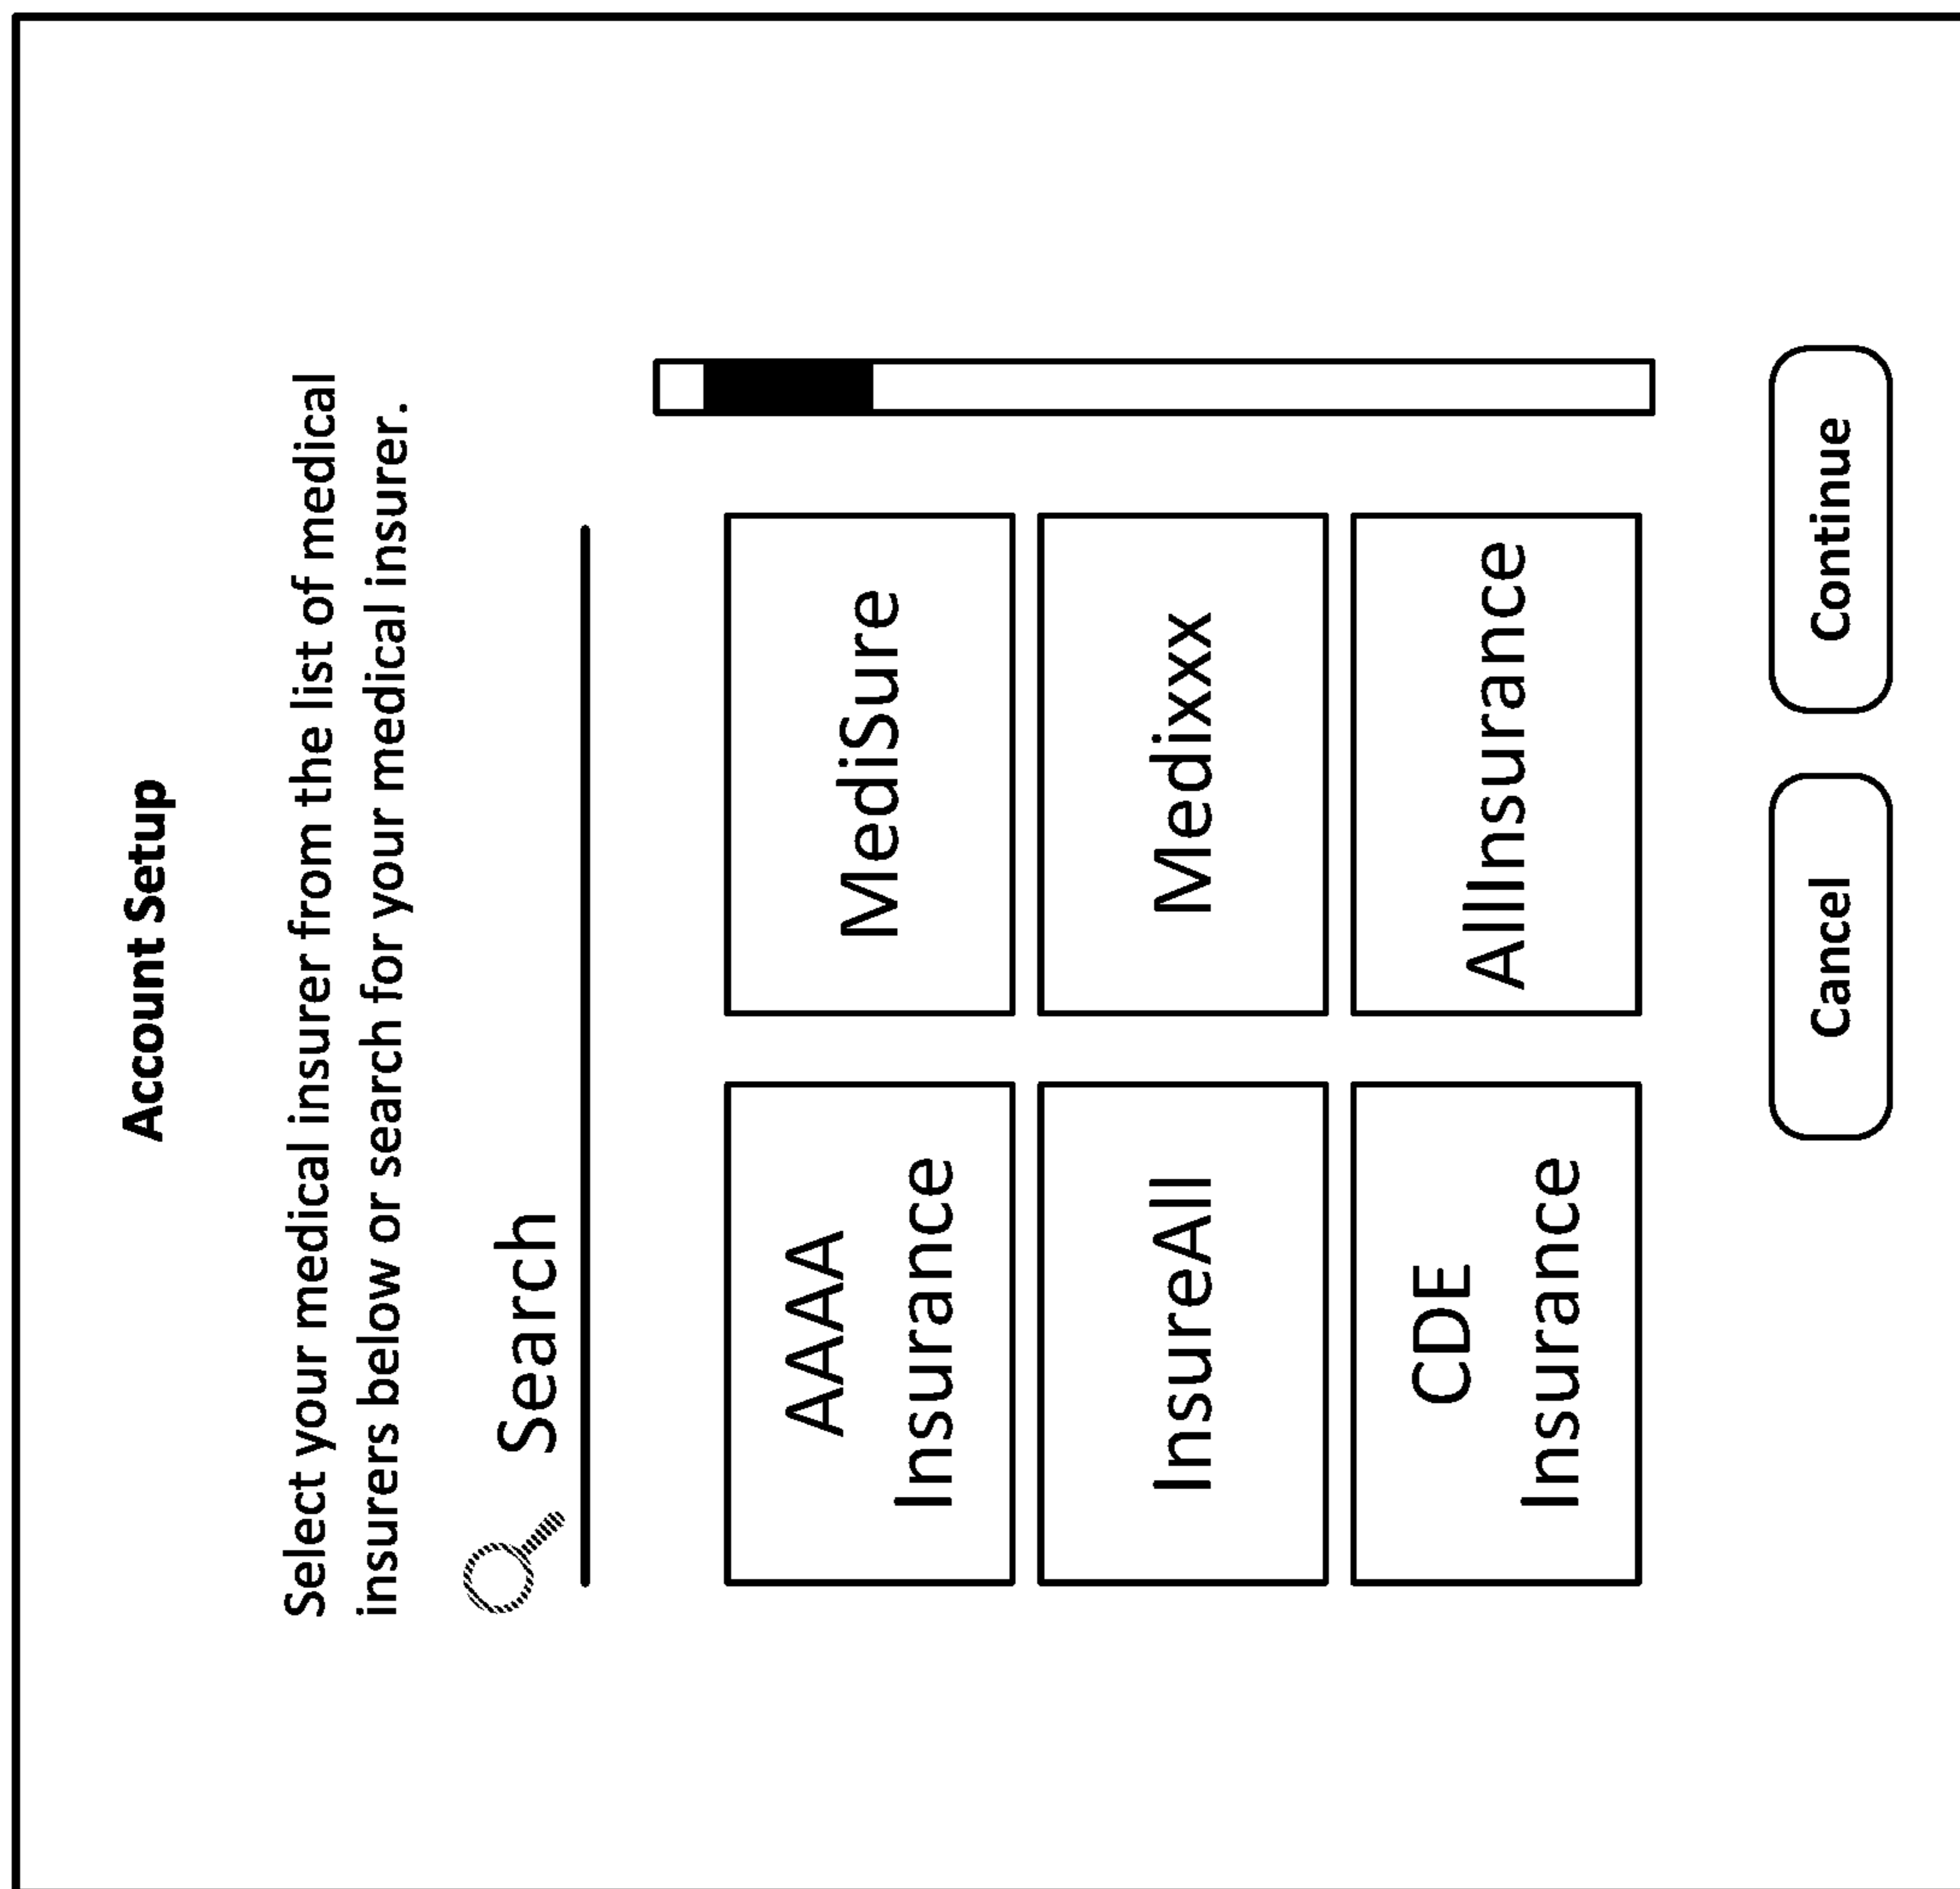 Account Setup
Select your medical insurer from the list of medical
insurers below or search for your medical insurer.
Search
AAAA
Insurance
MediSure
InsureAll
Medixxx
CDE
Insurance
AllInsurance
Cancel
Continue